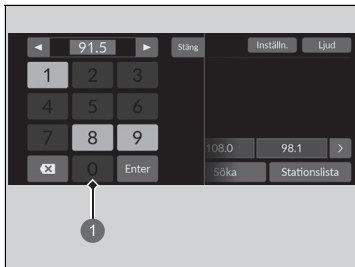 91.5 Stäng Inställn. Ljud
1 2 3
4 5 6
7 8 9 108.0 98.1
0 Enter Söka Stationslista
1